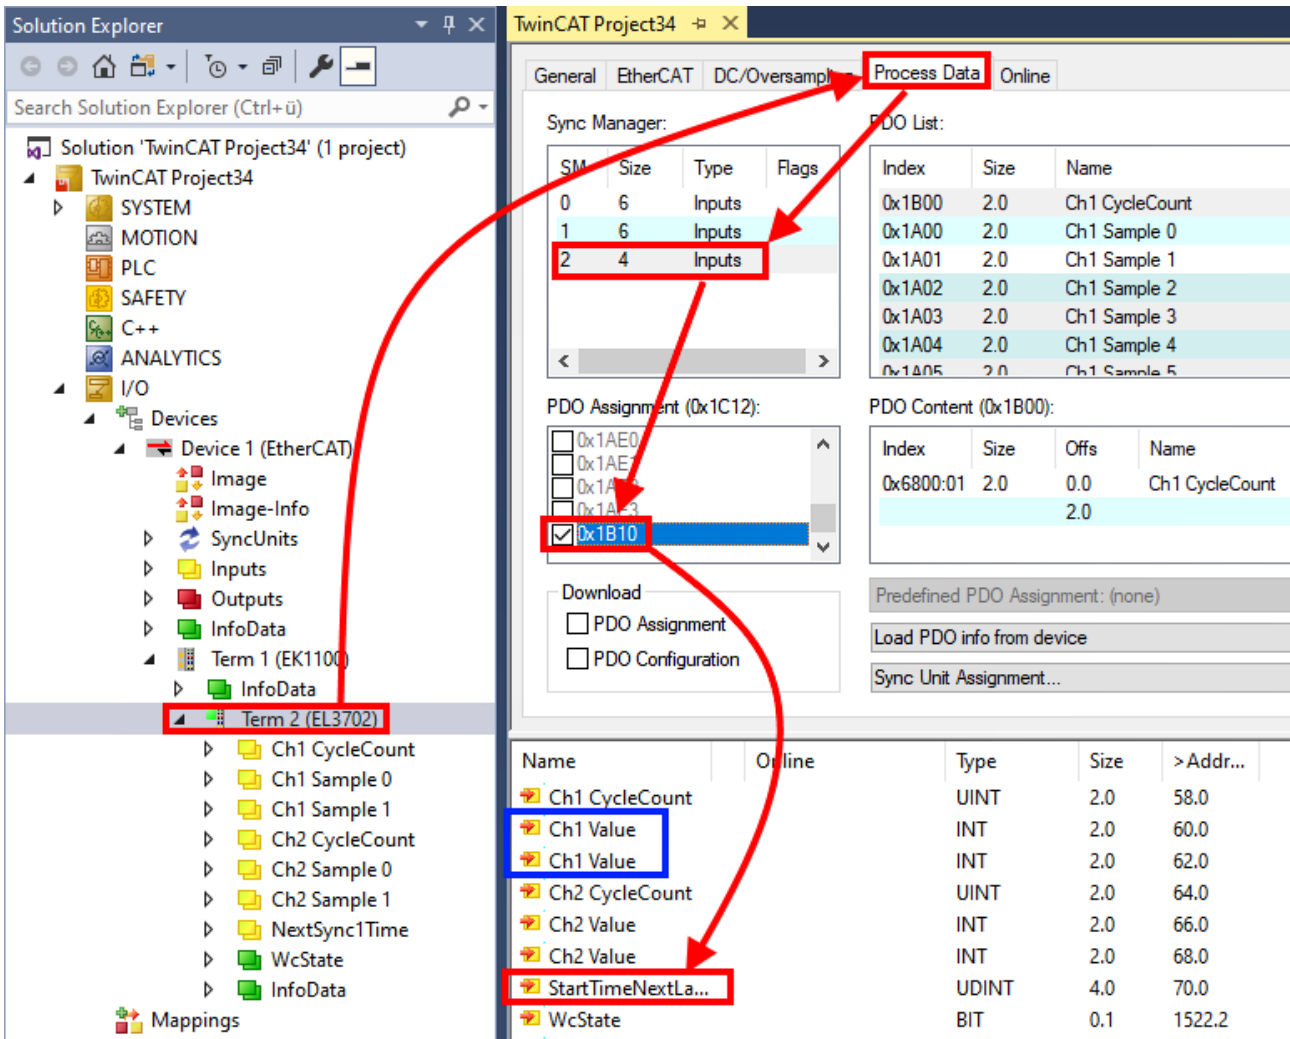 Solution Explorer
Search Solution Explorer (Ctrl+ü)
Solution 'TwinCAT Project34' (1 project)
TwinCAT Project34
SYSTEM
MOTION
PLC
SAFETY
C++
ANALYTICS
I/O
Devices
Device 1 (EtherCAT)
Image
Image-Info
SyncUnits
Inputs
Outputs
InfoData
Term 1 (EK1100)
InfoData
Term 2 (EL3702)
Ch1 CycleCount
Ch1 Sample 0
Ch1 Sample 1
Ch2 CycleCount
Ch2 Sample 0
Ch2 Sample 1
NextSync1Time
WcState
InfoData
Mappings
TwinCAT Project34
General EtherCAT DC/Oversampling Process Data Online
Sync Manager:
SM Size Type Flags
0 6 Inputs
1 6 Inputs
2 4 Inputs
PDO List:
Index Size Name
0x1B00 2.0 Ch1 CycleCount
0x1A00 2.0 Ch1 Sample 0
0x1A01 2.0 Ch1 Sample 1
0x1A02 2.0 Ch1 Sample 2
0x1A03 2.0 Ch1 Sample 3
0x1A04 2.0 Ch1 Sample 4
0x1A05 2.0 Ch1 Sample 5
PDO Assignment (0x1C12):
0x1AE0
0x1AE1
0x1AE3
0x1B10
PDO Content (0x1B00):
Index Size Offs Name
0x6800:01 2.0 0.0 Ch1 CycleCount
2.0
Download
PDO Assignment
PDO Configuration
Predefined PDO Assignment: (none)
Load PDO info from device
Sync Unit Assignment...
Name Online Type Size >Addr...
Ch1 CycleCount UINT 2.0 58.0
Ch1 Value INT 2.0 60.0
Ch1 Value INT 2.0 62.0
Ch2 CycleCount UINT 2.0 64.0
Ch2 Value INT 2.0 66.0
Ch2 Value INT 2.0 68.0
StartTimeNextLa... UDINT 4.0 70.0
WcState BIT 0.1 1522.2